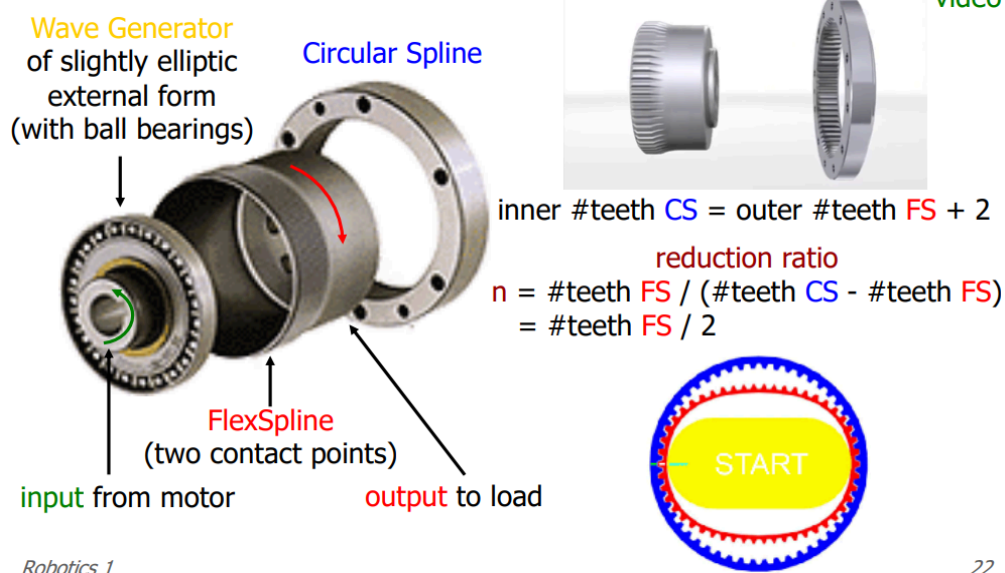 video
Wave Generator
of slightly elliptic
external form
(with ball bearings)
Circular Spline
inner #teeth CS = outer #teeth FS + 2
reduction ratio
n = #teeth FS / (#teeth CS - #teeth FS)
= #teeth FS / 2
FlexSpline
(two contact points)
input from motor
output to load
START
Robotics 1
22